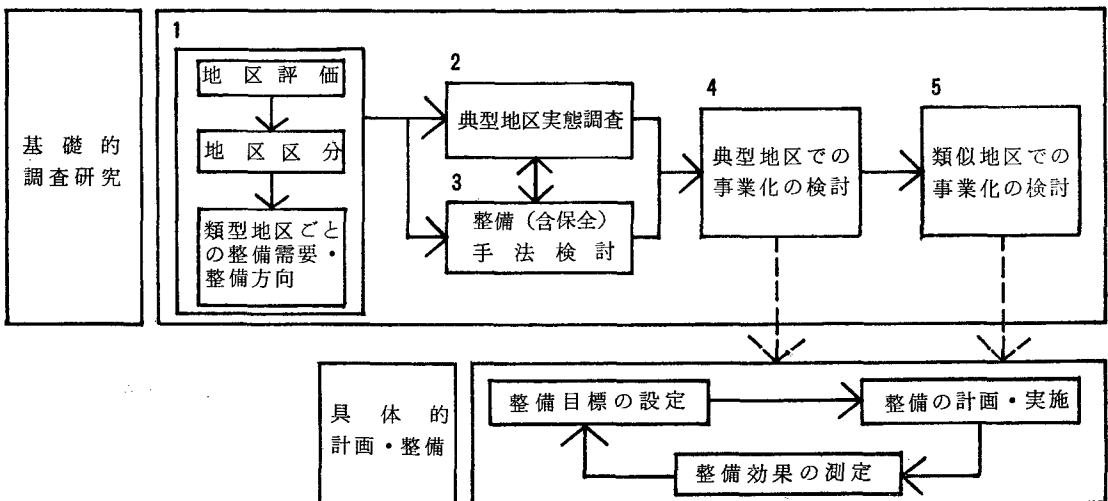 基礎的
調査研究
1
地区評価
地区区分
類型地区ごと
の整備需要・
整備方向
2
典型地区実態調査
3
整備(含保全)
手法検討
4
典型地区での
事業化の検討
5
類似地区での
事業化の検討
具体的
計画・整備
整備目標の設定
整備の計画・実施
整備効果の測定